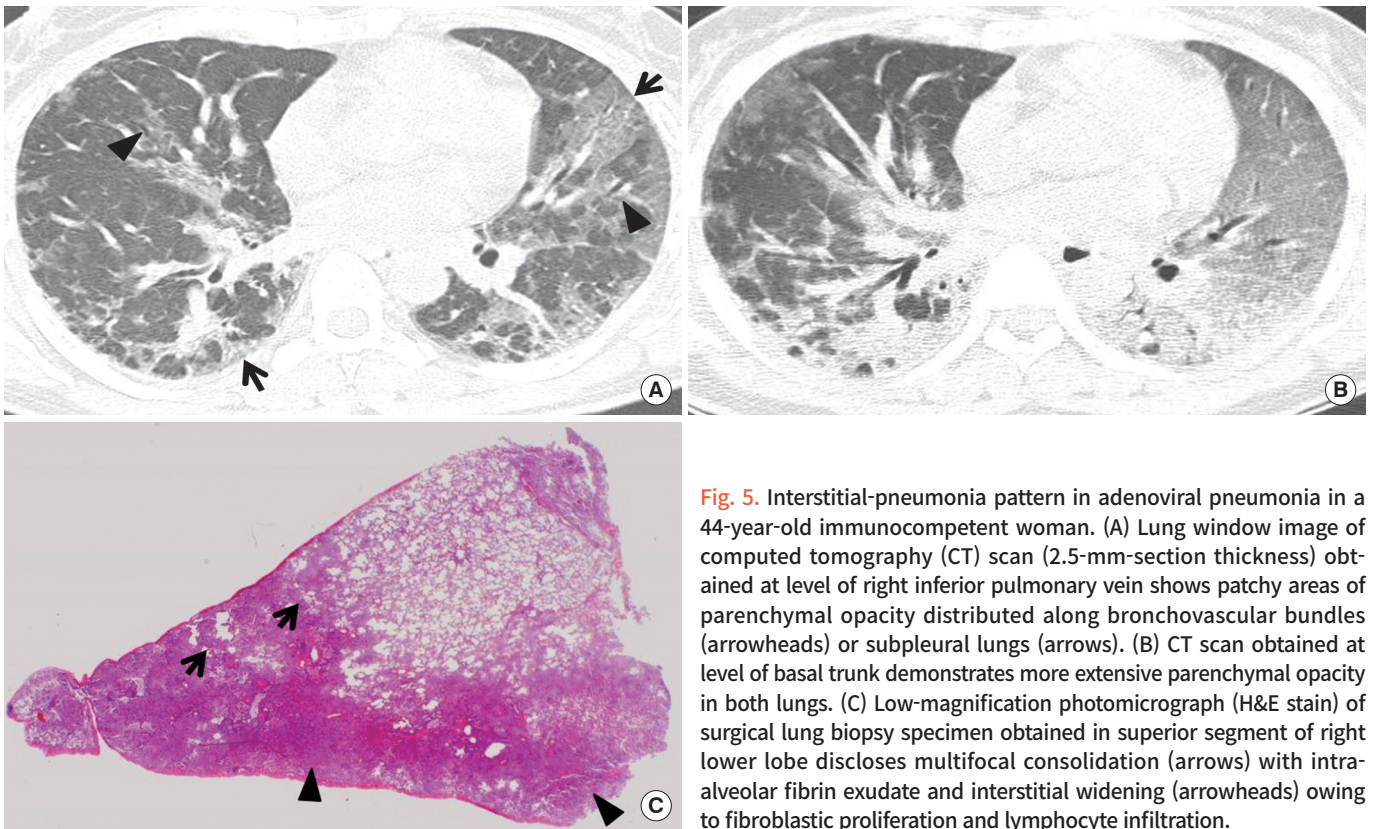 A
B
C
Fig. 5. Interstitial-pneumonia pattern in adenoviral pneumonia in a
44-year-old immunocompetent woman. (A) Lung window image of
computed tomography (CT) scan (2.5-mm-section thickness) obt-
ained at level of right inferior pulmonary vein shows patchy areas of
parenchymal opacity distributed along bronchovascular bundles
(arrowheads) or subpleural lungs (arrows). (B) CT scan obtained at
level of basal trunk demonstrates more extensive parenchymal opacity
in both lungs. (C) Low-magnification photomicrograph (H&E stain) of
surgical lung biopsy specimen obtained in superior segment of right
lower lobe discloses multifocal consolidation (arrows) with intra-
alveolar fibrin exudate and interstitial widening (arrowheads) owing
to fibroblastic proliferation and lymphocyte infiltration.